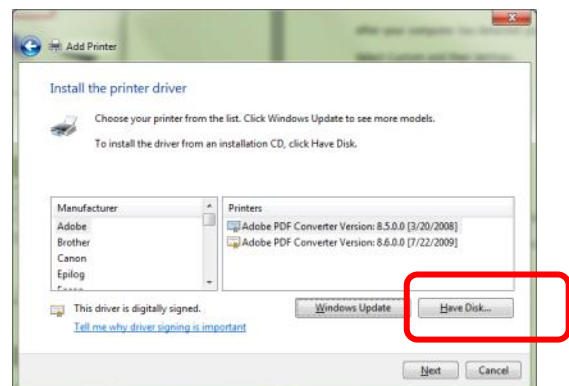 Add Printer
Install the printer driver
Choose your printer from the list. Click Windows Update to see more models.
To install the driver from an installation CD, click Have Disk.
Manufacturer
Adobe
Brother
Canon
Epilog
Printers
Adobe PDF Converter Version: 8.5.0.0 [3/20/2008]
Adobe PDF Converter Version: 8.6.0.0 [7/22/2009]
This driver is digitally signed.
Tell me why driver signing is important
Windows Update
Have Disk...
Next
Cancel